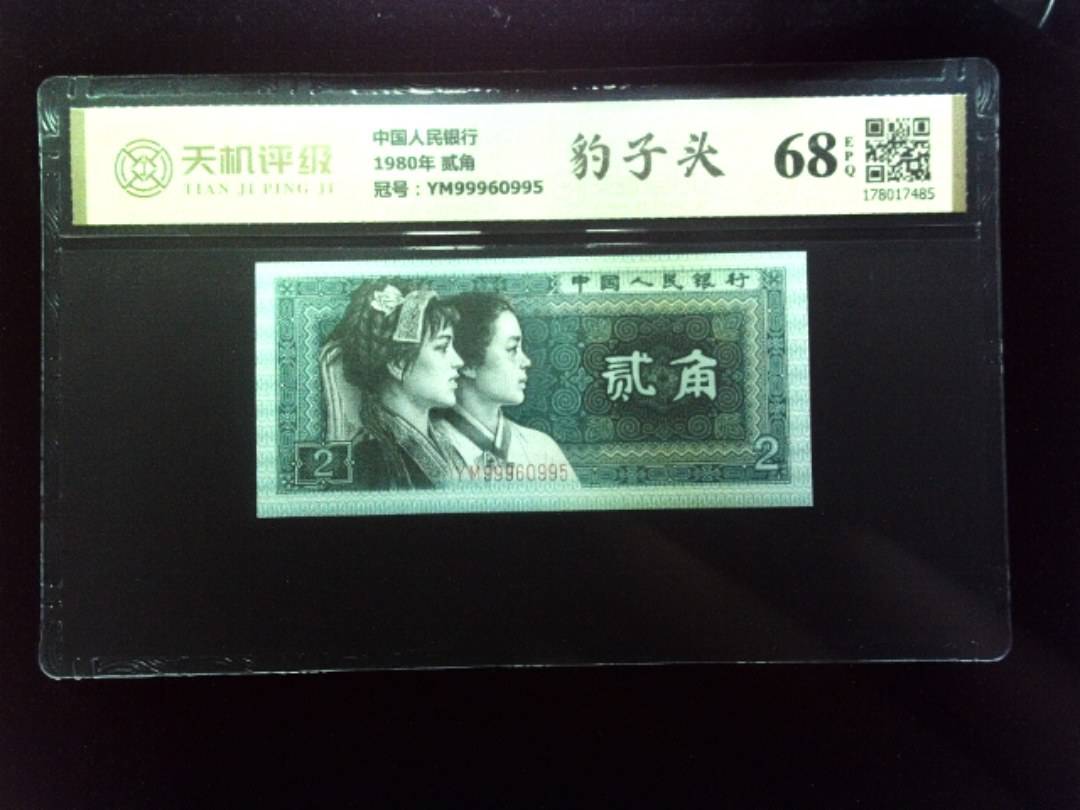 天机评级
TIAN JI PING JI
中国人民银行
1980年 贰角
冠号：YM99960995
豹子头
68
EPQ
178017485
中国人民银行
贰角
2
2
YM99960995